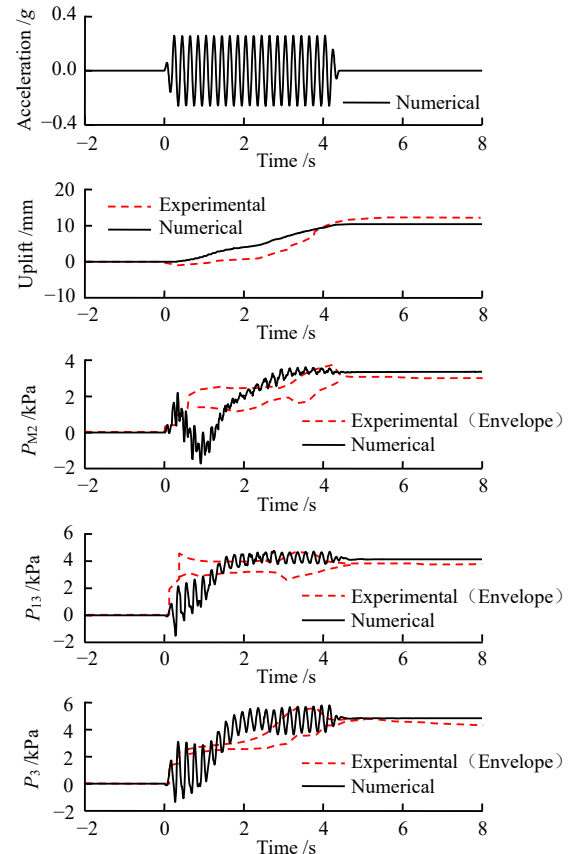 Acceleration /g
0.4
0.0
−0.4
Numerical
−2 0 2 4 6 8
Time /s
Uplift /mm
20
10
0
−10
Experimental
Numerical
−2 0 2 4 6 8
Time /s
P_M2 /kPa
4
2
0
−2
Experimental（Envelope）
Numerical
−2 0 2 4 6 8
Time /s
P_13 /kPa
6
4
2
0
−2
Experimental（Envelope）
Numerical
−2 0 2 4 6 8
Time /s
P_3 /kPa
6
4
2
0
−2
Experimental（Envelope）
Numerical
−2 0 2 4 6 8
Time /s